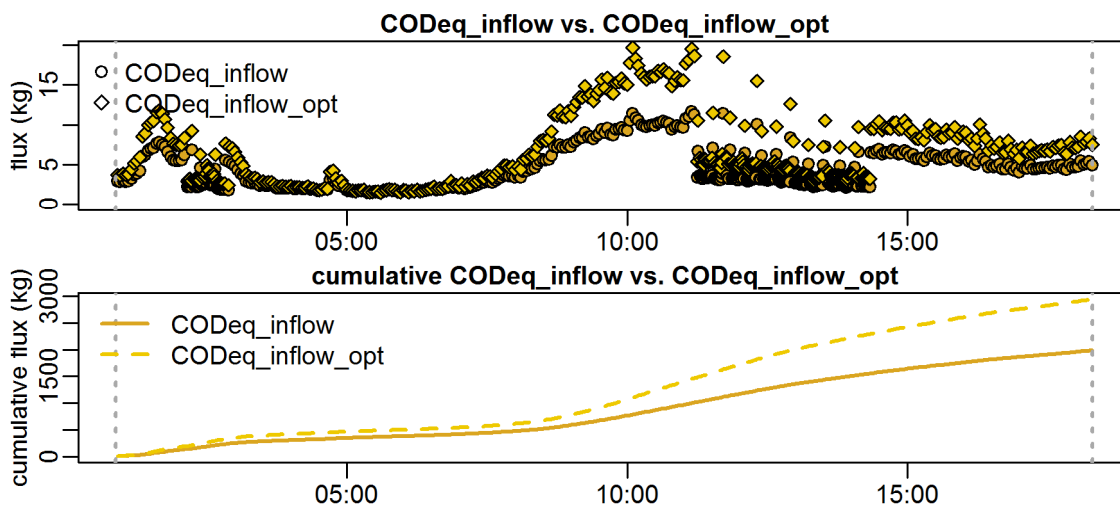 CODeq_inflow vs. CODeq_inflow_opt
flux (kg)
15
5
0
CODeq_inflow
CODeq_inflow_opt
05:00 10:00 15:00
cumulative CODeq_inflow vs. CODeq_inflow_opt
cumulative flux (kg)
3000
1500
0
CODeq_inflow
CODeq_inflow_opt
05:00 10:00 15:00